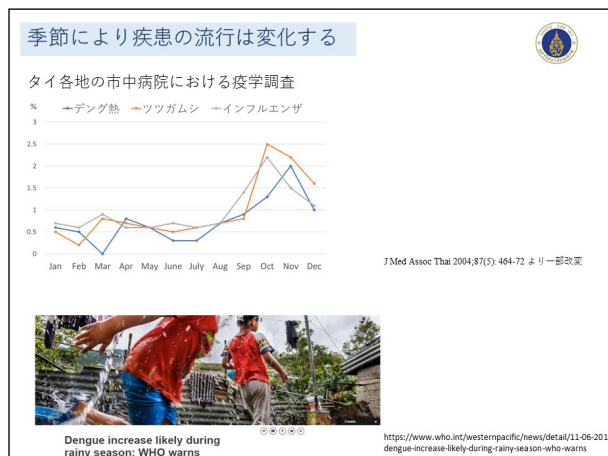 季節により疾患の流行は変化する
タイ各地の市中病院における疫学調査
%
デング熱 ツツガムシ インフルエンザ
3
2.5
2
1.5
1
0.5
0
Jan Feb Mar Apr May June July Aug Sep Oct Nov Dec
J Med Assoc Thai 2004;87(5): 464-72 より一部改変
Dengue increase likely during
rainy season: WHO warns
https://www.who.int/westernpacific/news/detail/11-06-201
dengue-increase-likely-during-rainy-season-who-warns